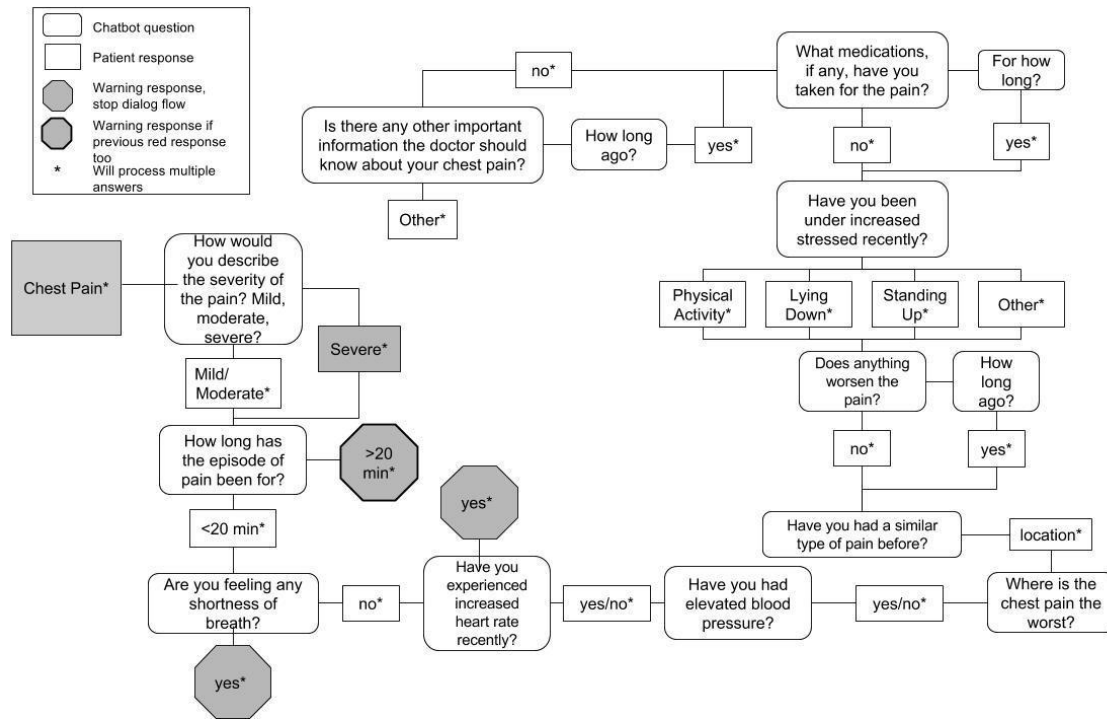 Chatbot question
Patient response
Warning response,
stop dialog flow
Warning response if
previous red response
too
* Will process multiple
answers
Chest Pain*
How would
you describe
the severity of
the pain? Mild,
moderate,
severe?
Severe*
Mild/
Moderate*
How long has
the episode of
pain been for?
>20
min*
<20 min*
Are you feeling any
shortness of
breath?
yes*
no*
Have you
experienced
increased
heart rate
recently?
yes*
yes/no*
Have you had
elevated blood
pressure?
yes/no*
Where is the
chest pain the
worst?
location*
Have you had a similar
type of pain before?
no*
yes*
How
long
ago?
Does anything
worsen the
pain?
Physical
Activity*
Lying
Down*
Standing
Up*
Other*
Have you been
under increased
stressed recently?
no*
yes*
For how
long?
What medications,
if any, have you
taken for the pain?
no*
yes*
How long
ago?
Is there any other important
information the doctor should
know about your chest pain?
Other*